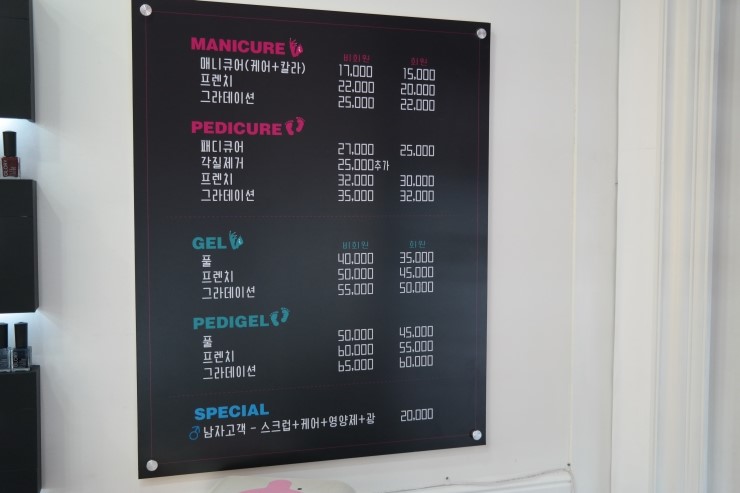 MANICURE 비회원 회원
매니큐어(케어+칼라) 17.000 15.000
프렌치 22.000 20.000
그라데이션 25.000 22.000
PEDICURE
패디큐어 27.000 25.000
각질제거 25.000추가
프렌치 32.000 30.000
그라데이션 35.000 32.000
GEL 비회원 회원
풀 40.000 35.000
프렌치 50.000 45.000
그라데이션 55.000 50.000
PEDIGEL
풀 50.000 45.000
프렌치 60.000 55.000
그라데이션 65.000 60.000
SPECIAL
♂남자고객 - 스크럽+케어+영양제+광 20.000